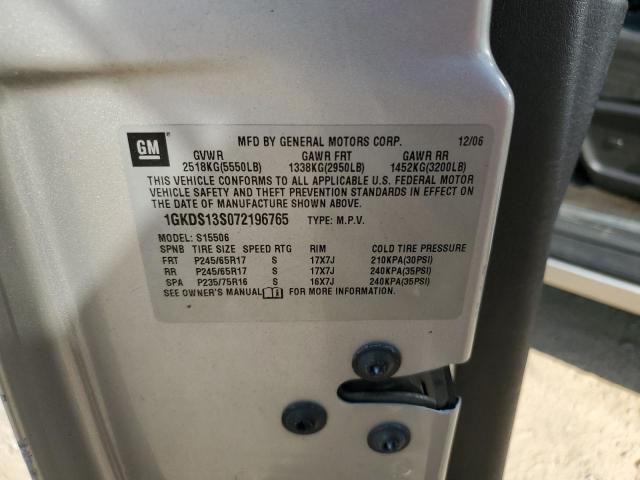 GM
MFD BY GENERAL MOTORS CORP. 12/06
GVWR GAWR FRT GAWR RR
2518KG(5550LB) 1338KG(2950LB) 1452KG(3200LB)
THIS VEHICLE CONFORMS TO ALL APPLICABLE U.S. FEDERAL MOTOR
VEHICLE SAFETY AND THEFT PREVENTION STANDARDS IN EFFECT ON
THE DATE OF MANUFACTURE SHOWN ABOVE.
1GKDS13S072196765 TYPE: M.P.V.
MODEL: S15506
SPNB TIRE SIZE SPEED RTG RIM COLD TIRE PRESSURE
FRT P245/65R17 S 17X7J 210KPA(30PSI)
RR P245/65R17 S 17X7J 240KPA(35PSI)
SPA P235/75R16 S 16X7J 240KPA(35PSI)
SEE OWNER'S MANUAL FOR MORE INFORMATION.